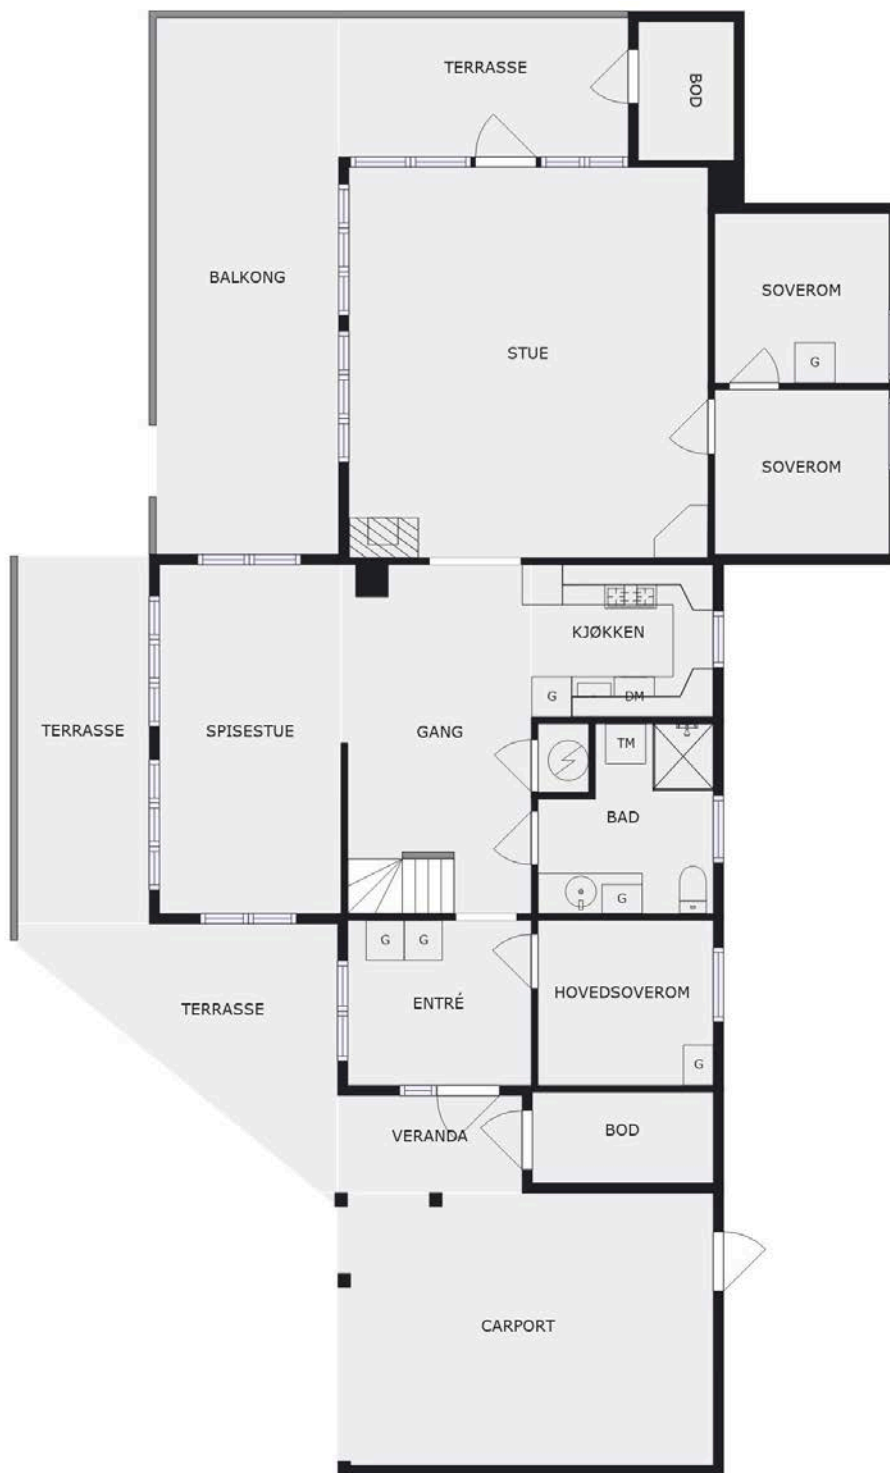 TERRASSE
BOD
BALKONG
SOVEROM
STUE
G
SOVEROM
KJØKKEN
G
DM
TERRASSE
SPISESTUE
GANG
TM
BAD
G
G
G
HOVEDSOVEROM
ENTRÉ
TERRASSE
G
BOD
VERANDA
CARPORT